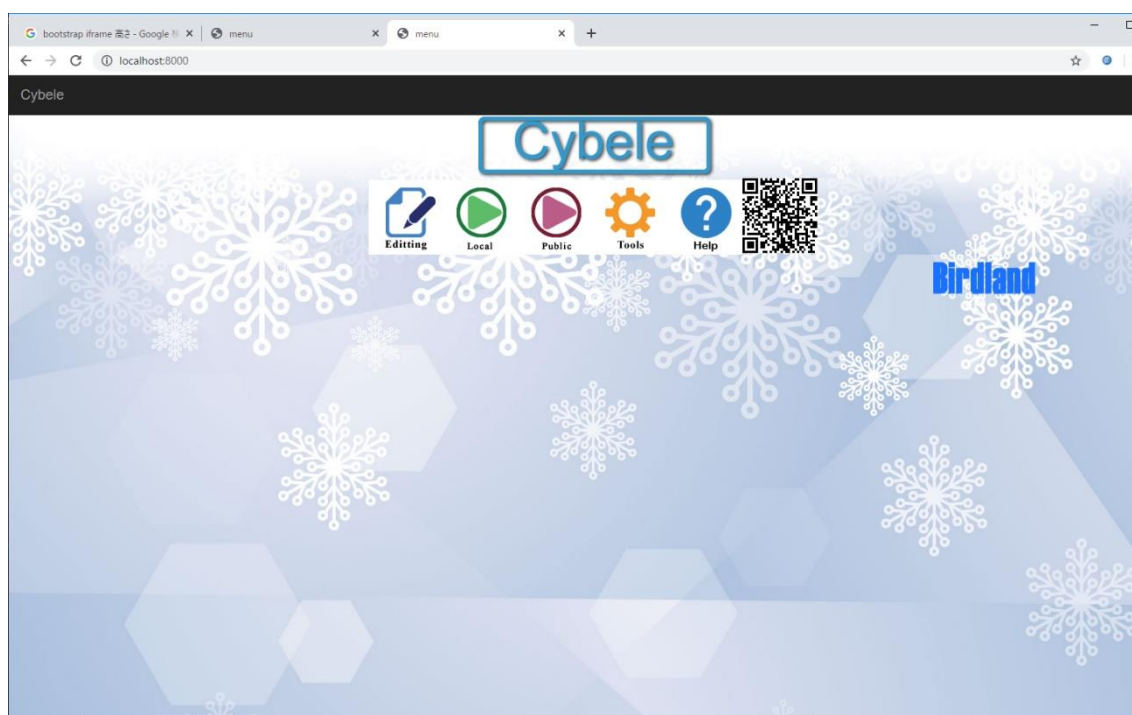 bootstrap iframe 高さ - Google
menu
menu
localhost:8000
Cybele
Cybele
Editting
Local
Public
Tools
Help
Birdland